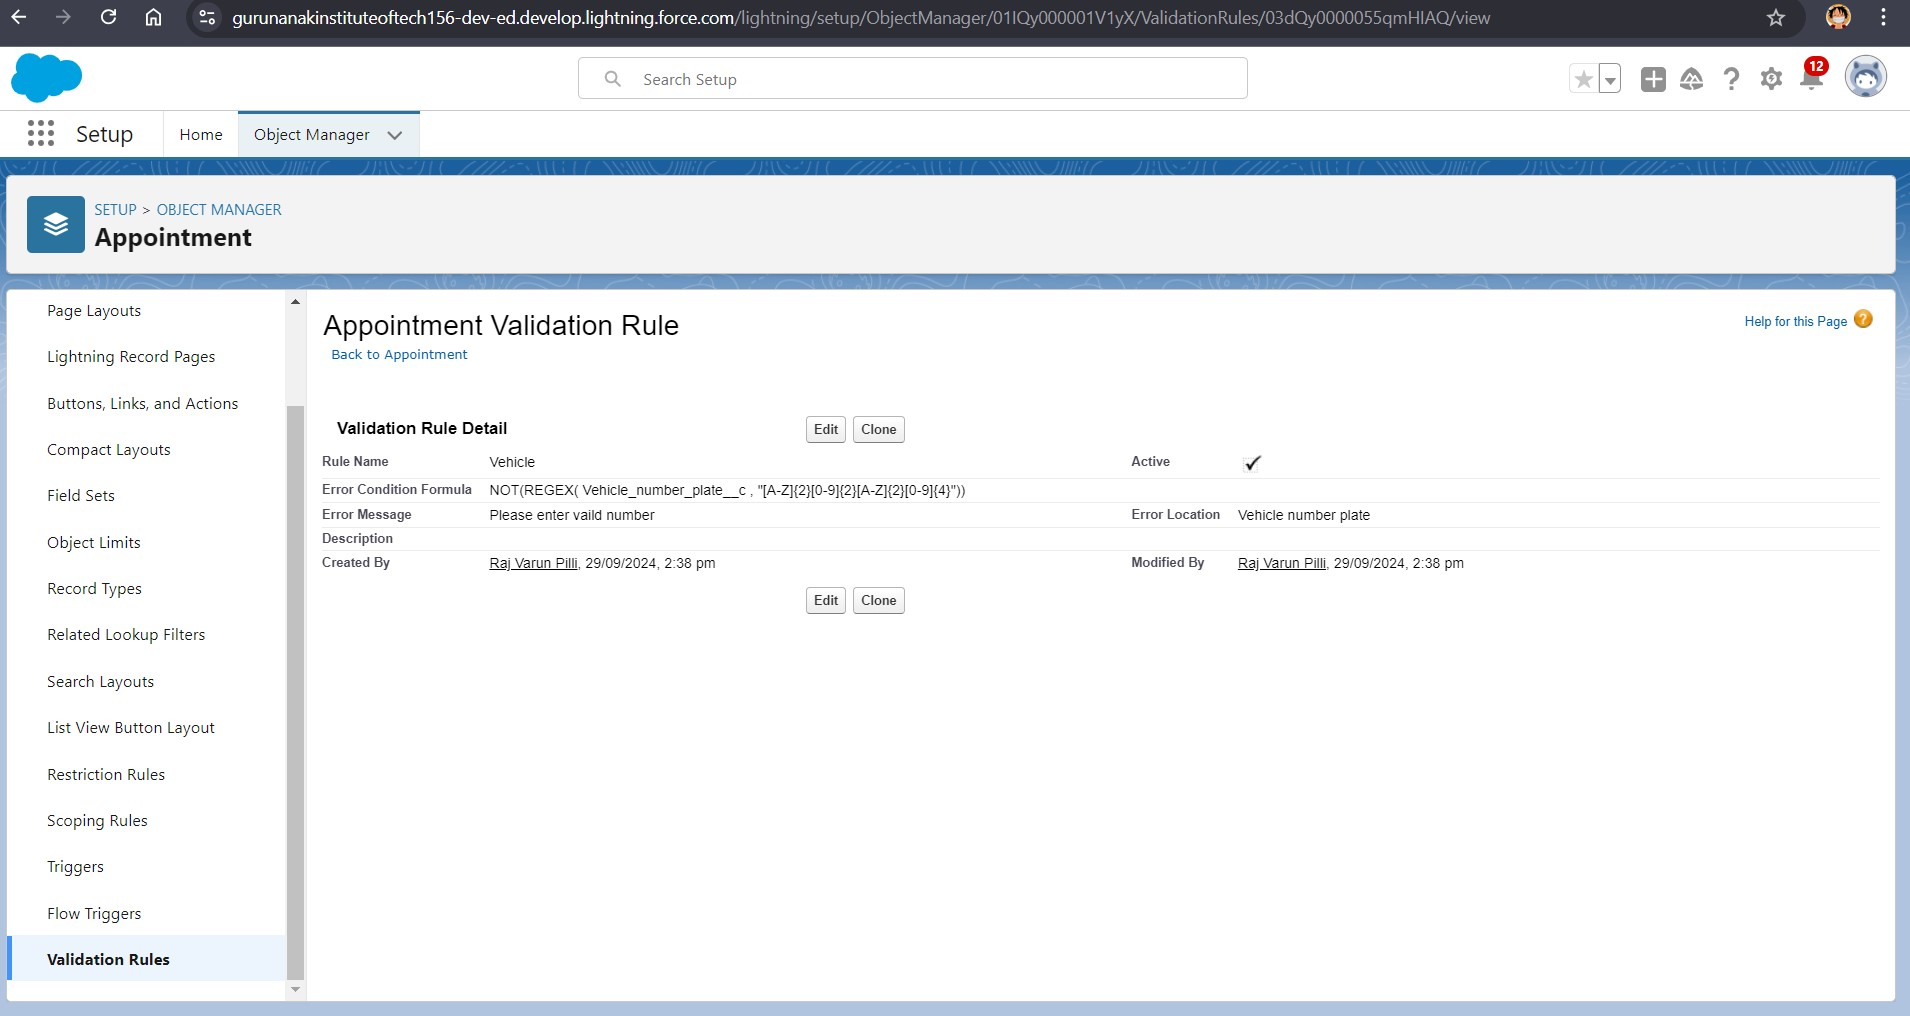 gurunanakinstituteoftech156-dev-ed.develop.lightning.force.com/lightning/setup/ObjectManager/01IQy000001V1yX/ValidationRules/03dQy0000055qmHIAQ/view
Search Setup
12
Setup
Home
Object Manager
SETUP > OBJECT MANAGER
Appointment
Page Layouts
Lightning Record Pages
Buttons, Links, and Actions
Compact Layouts
Field Sets
Object Limits
Record Types
Related Lookup Filters
Search Layouts
List View Button Layout
Restriction Rules
Scoping Rules
Triggers
Flow Triggers
Validation Rules
Appointment Validation Rule
Help for this Page ?
Back to Appointment
Validation Rule Detail
Edit Clone
Rule Name Vehicle Active
Error Condition Formula NOT(REGEX( Vehicle_number_plate__c , "[A-Z]{2}[0-9]{2}[A-Z]{2}[0-9]{4}"))
Error Message Please enter vaild number Error Location Vehicle number plate
Description
Created By Raj Varun Pilli, 29/09/2024, 2:38 pm Modified By Raj Varun Pilli, 29/09/2024, 2:38 pm
Edit Clone